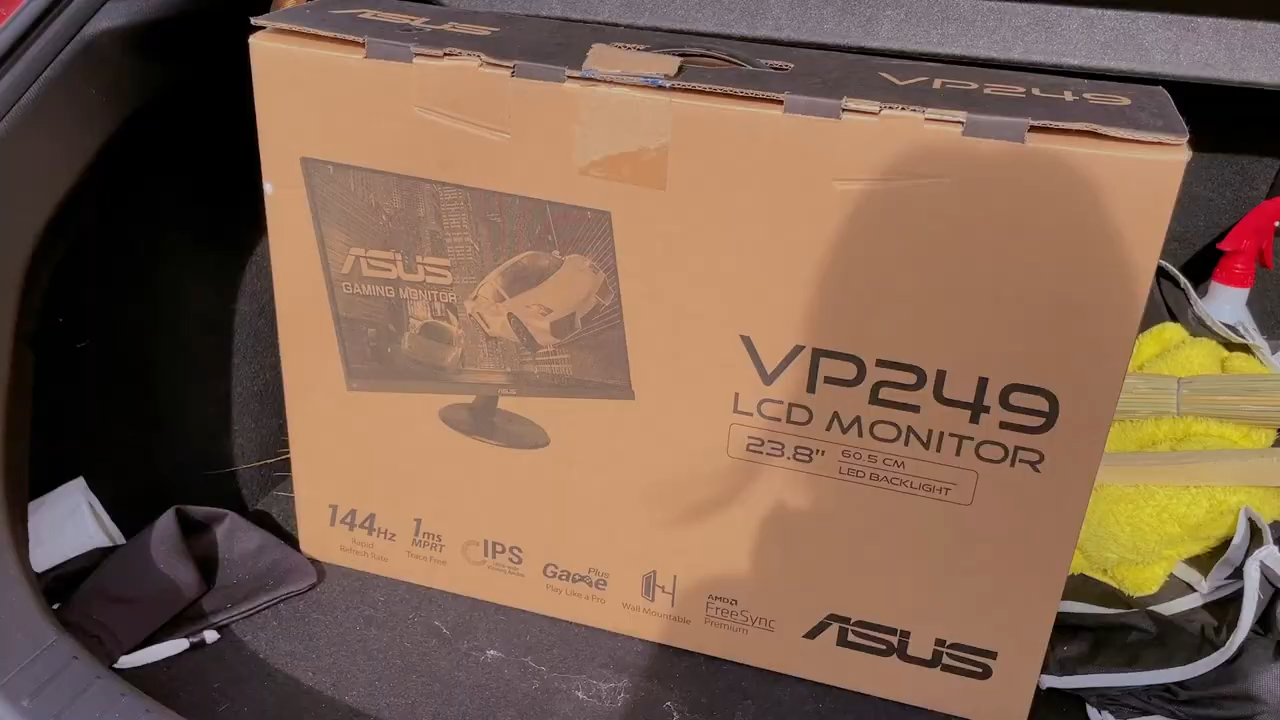 ASUS
VP249
ASUS
GAMING MONITOR
ASUS
VP249
LCD MONITOR
23.8"
60.5 CM
LED BACKLIGHT
144Hz
Rapid
Refresh Rate
1ms
MPRT
Trace Free
IPS
GamePlus
Play Like a Pro
Wall Mountable
AMD
FreeSync
Premium
ASUS